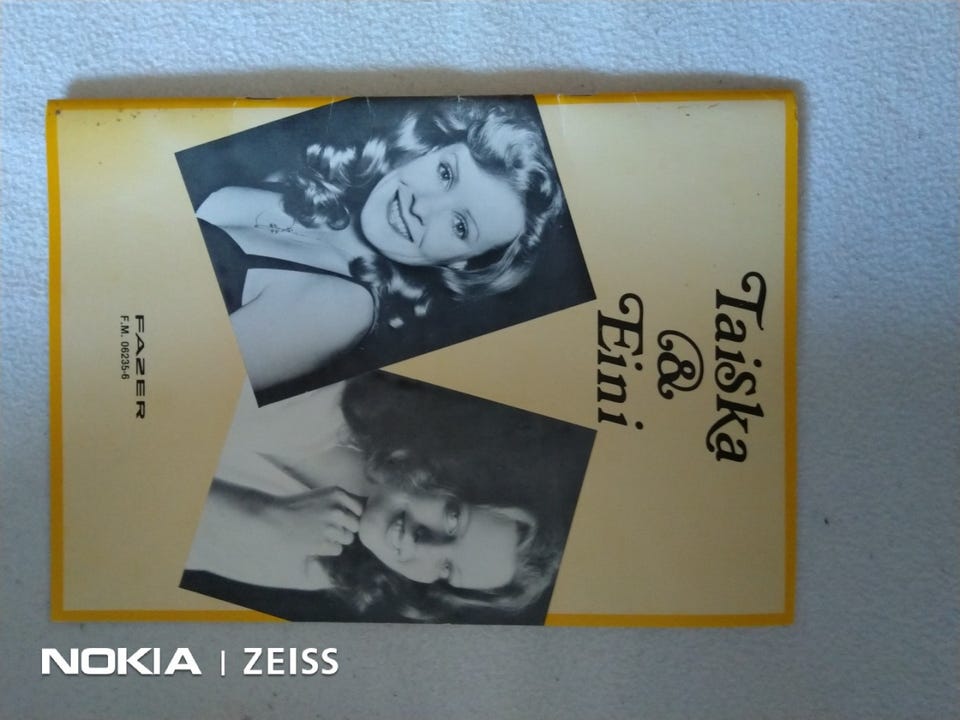 TaiSka
&
Eini
FAZER
F.M. 06235-6
NOKIA | ZEISS